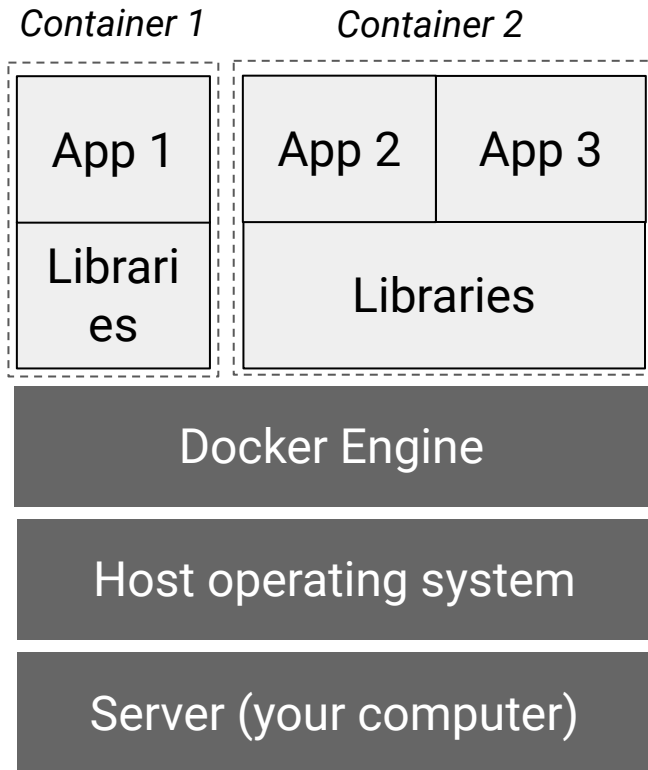 Container 1
Container 2
App 1
App 2
App 3
Librari
es
Libraries
Docker Engine
Host operating system
Server (your computer)